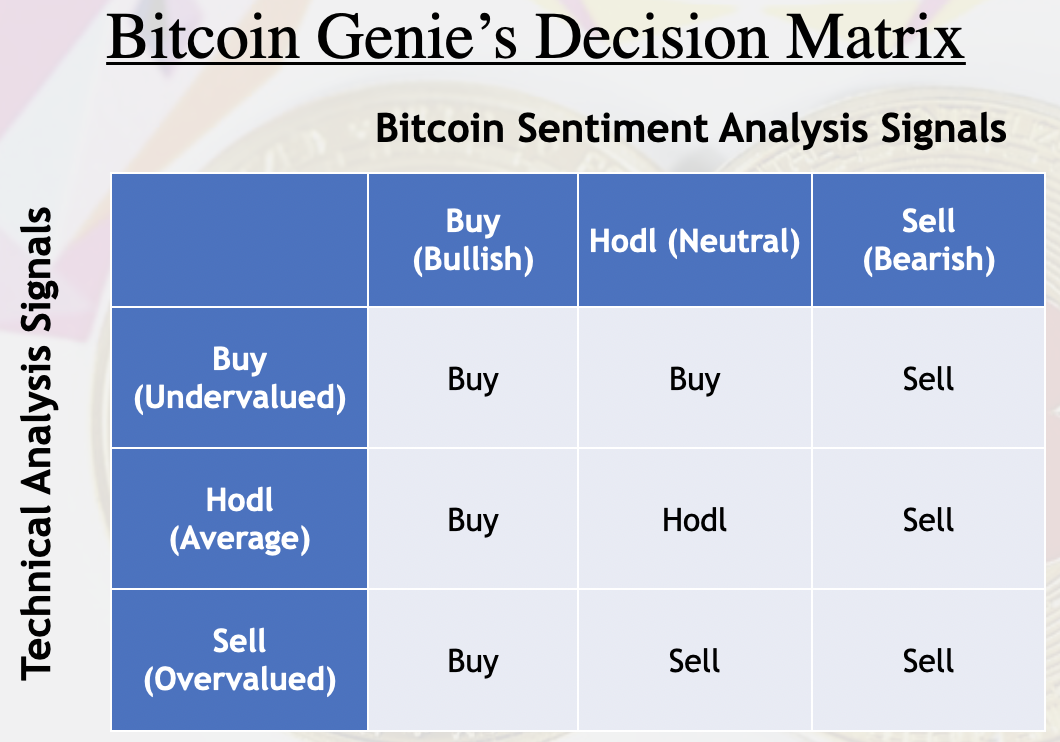 Bitcoin Genie's Decision Matrix
Bitcoin Sentiment Analysis Signals
Technical Analysis Signals
Buy
(Bullish)
Hodl (Neutral)
Sell
(Bearish)
Buy
(Undervalued)
Buy
Buy
Sell
Hodl
(Average)
Buy
Hodl
Sell
Sell
(Overvalued)
Buy
Sell
Sell